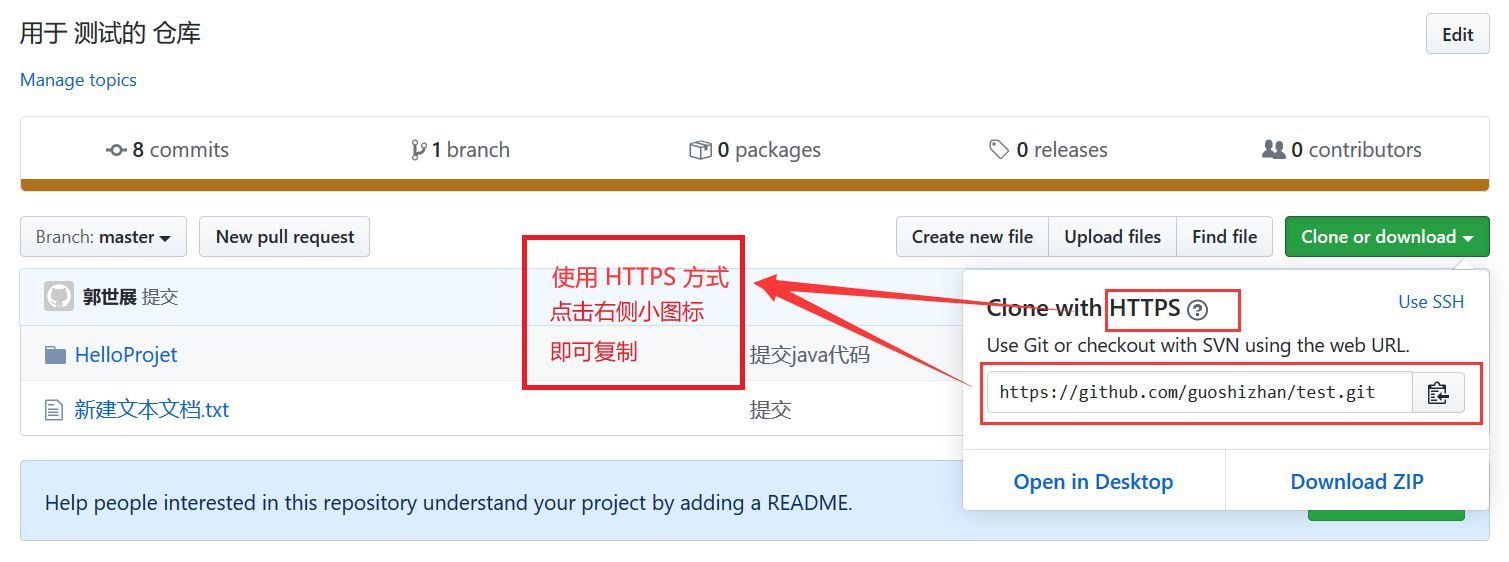 用于 测试的 仓库
Edit
Manage topics
8 commits
1 branch
0 packages
0 releases
0 contributors
Branch: master
New pull request
Create new file
Upload files
Find file
Clone or download
郭世展 提交
使用 HTTPS 方式
点击右侧小图标
即可复制
Clone with HTTPS
Use SSH
Use Git or checkout with SVN using the web URL.
https://github.com/guoshizhan/test.git
Open in Desktop
Download ZIP
HelloProjet
提交java代码
新建文本文档.txt
提交
Help people interested in this repository understand your project by adding a README.